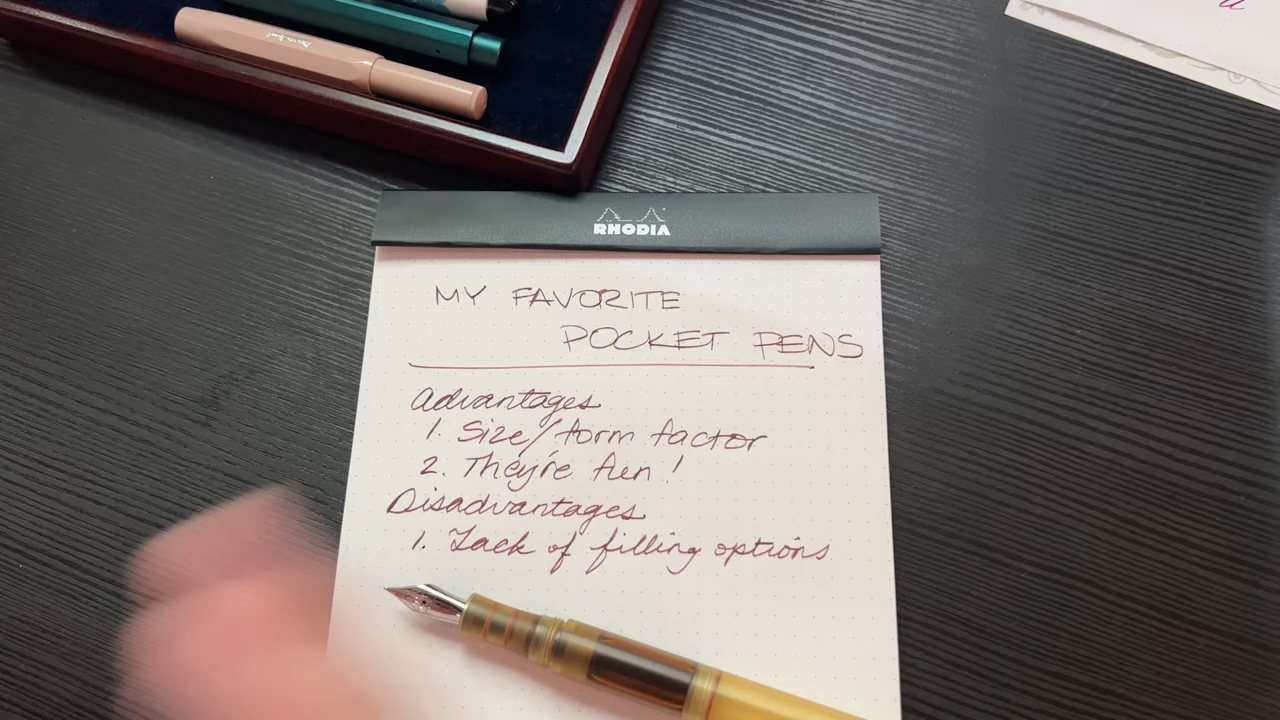 RHODIA
MY FAVORITE
POCKET PENS
Advantages
1. Size/form factor
2. They're fun!
Disadvantages
1. Lack of filling options